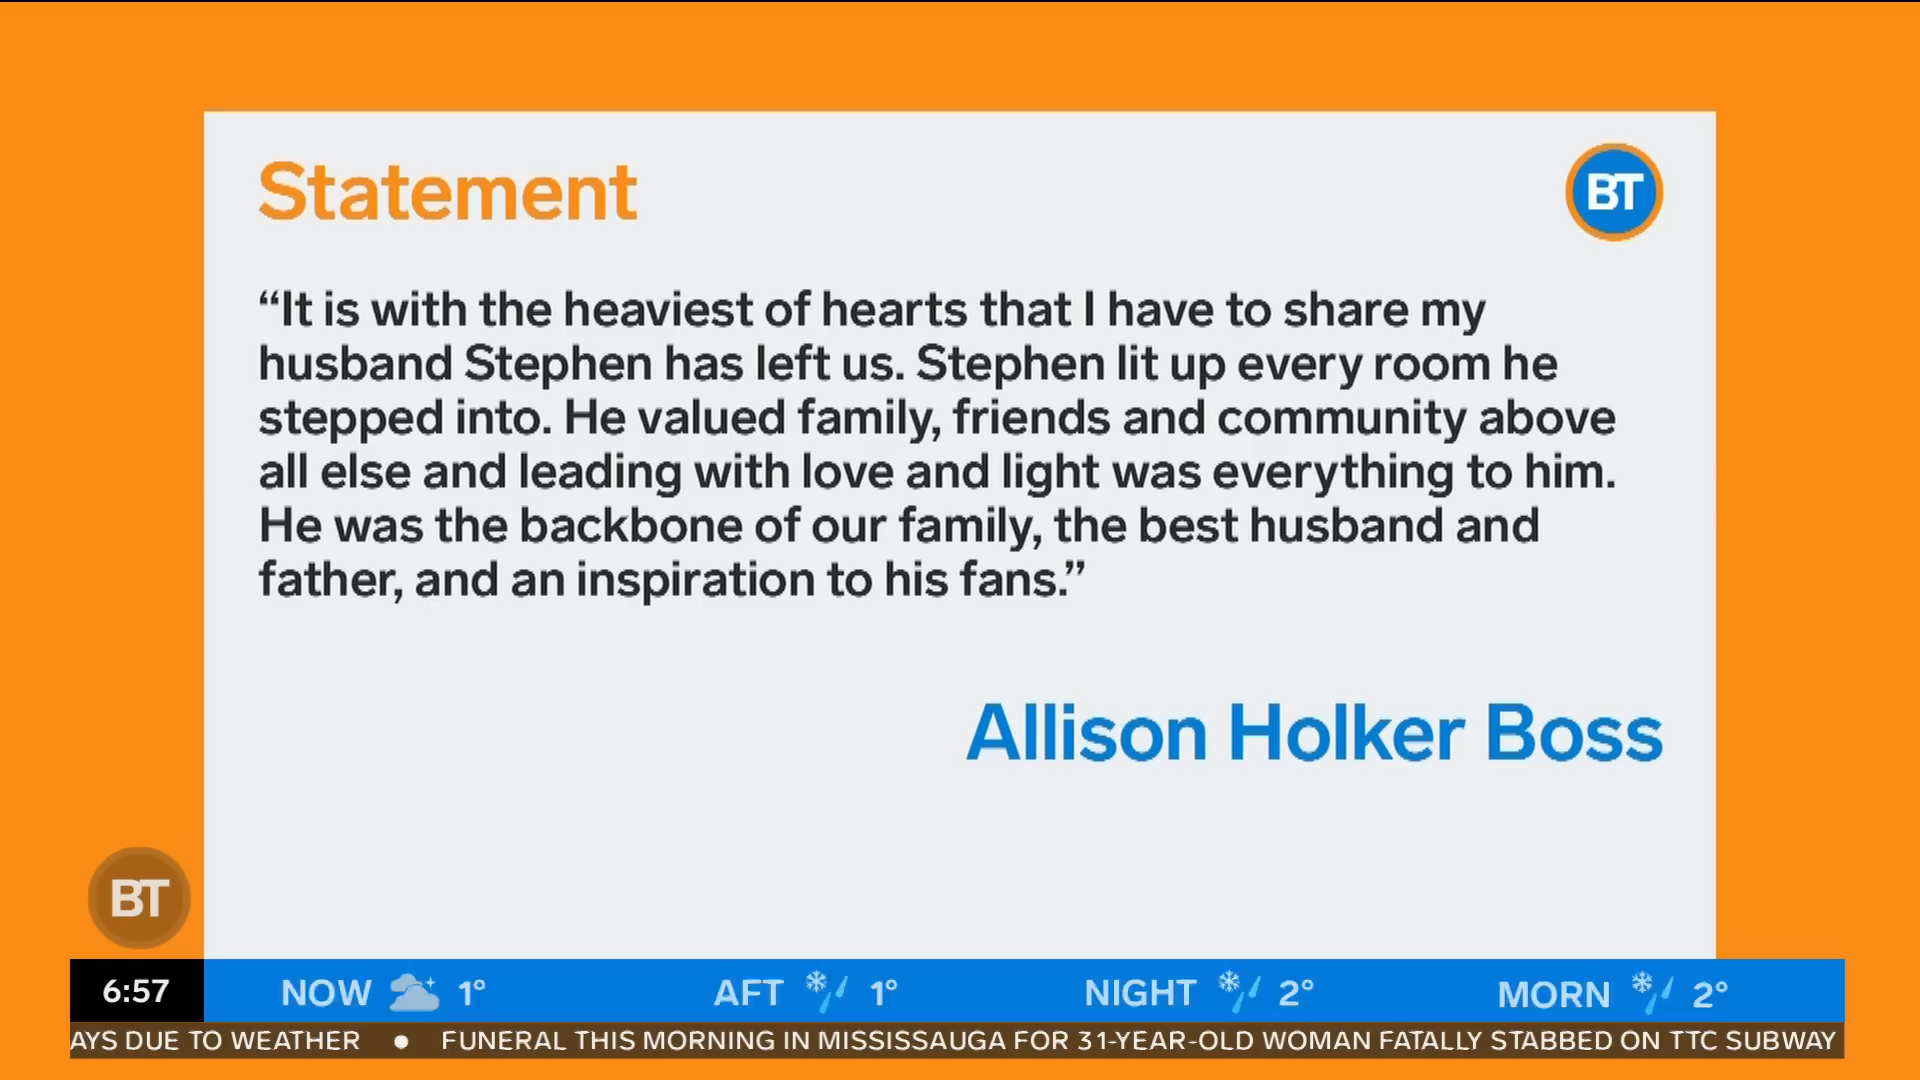 Statement
BT
“It is with the heaviest of hearts that I have to share my
husband Stephen has left us. Stephen lit up every room he
stepped into. He valued family, friends and community above
all else and leading with love and light was everything to him.
He was the backbone of our family, the best husband and
father, and an inspiration to his fans.”
Allison Holker Boss
BT
6:57 NOW 1° AFT 1° NIGHT 2° MORN 2°
AYS DUE TO WEATHER • FUNERAL THIS MORNING IN MISSISSAUGA FOR 31-YEAR-OLD WOMAN FATALLY STABBED ON TTC SUBWAY